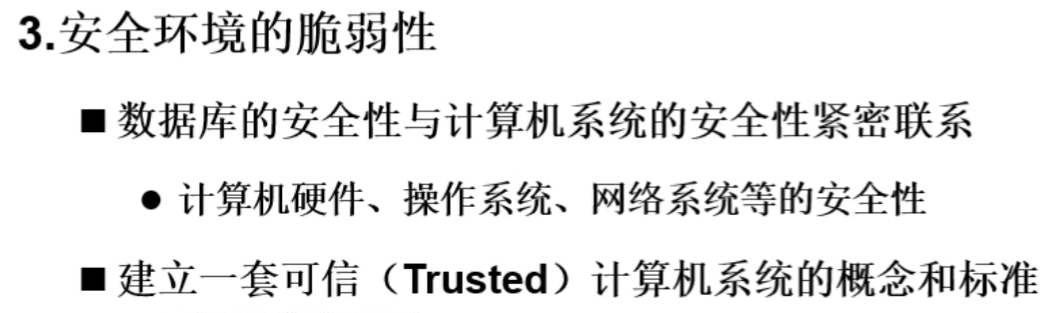 3.安全环境的脆弱性
■ 数据库的安全性与计算机系统的安全性紧密联系
● 计算机硬件、操作系统、网络系统等的安全性
■ 建立一套可信（Trusted）计算机系统的概念和标准